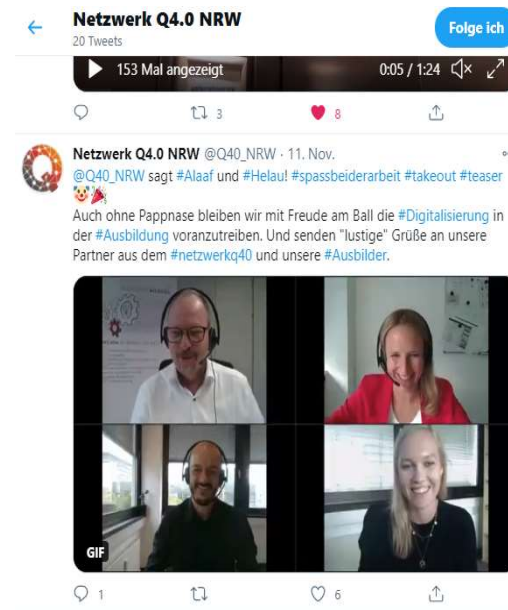 Netzwerk Q4.0 NRW
20 Tweets
Folge ich
153 Mal angezeigt
0:05 / 1:24
3
8
Netzwerk Q4.0 NRW @Q40_NRW · 11. Nov.
@Q40_NRW sagt #Alaaf und #Helau! #spassbeiderarbeit #takeout #teaser
🤡🎉
Auch ohne Pappnase bleiben wir mit Freude am Ball die #Digitalisierung in
der #Ausbildung voranzutreiben. Und senden "lustige" Grüße an unsere
Partner aus dem #netzwerkq40 und unsere #Ausbilder.
GIF
1
6